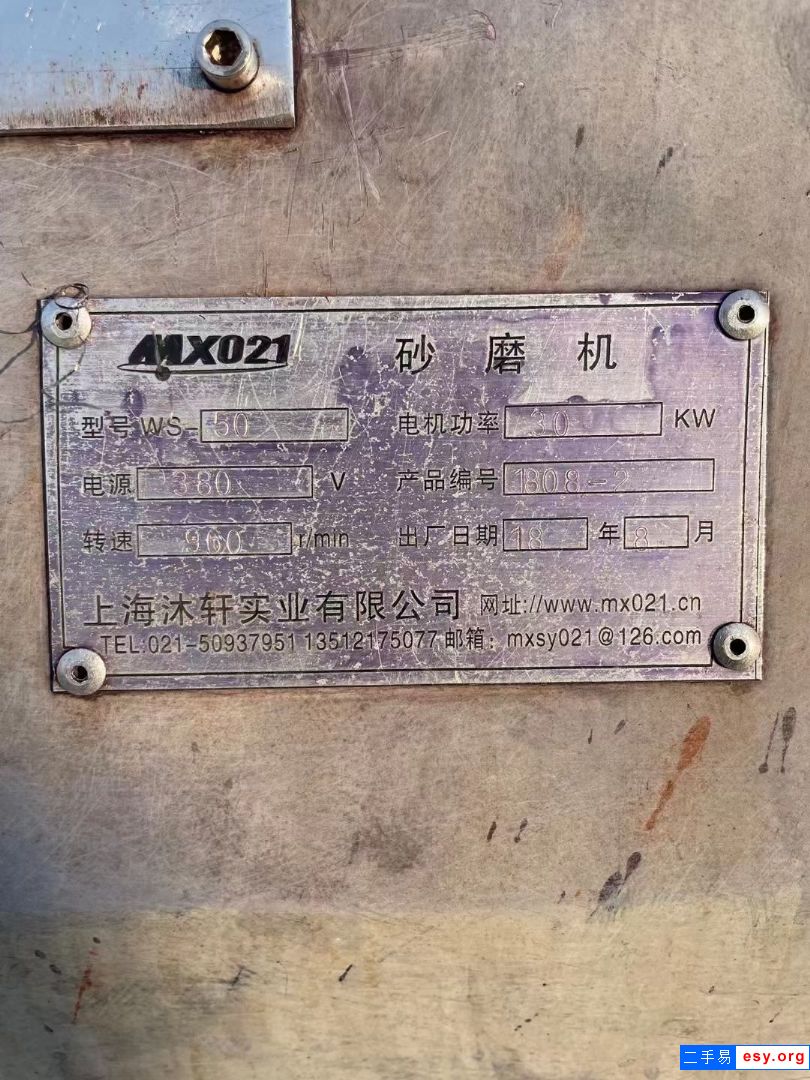 MX021 砂磨机
型号 WS-50 电机功率 30 KW
电源 380 V 产品编号 1808-2
转速 960 r/min 出厂日期 18 年 8 月
上海沐轩实业有限公司 网址://www.mx021.cn
TEL:021-50937951 13512175077 邮箱: mxsy021@126.com
二手易 esy.org